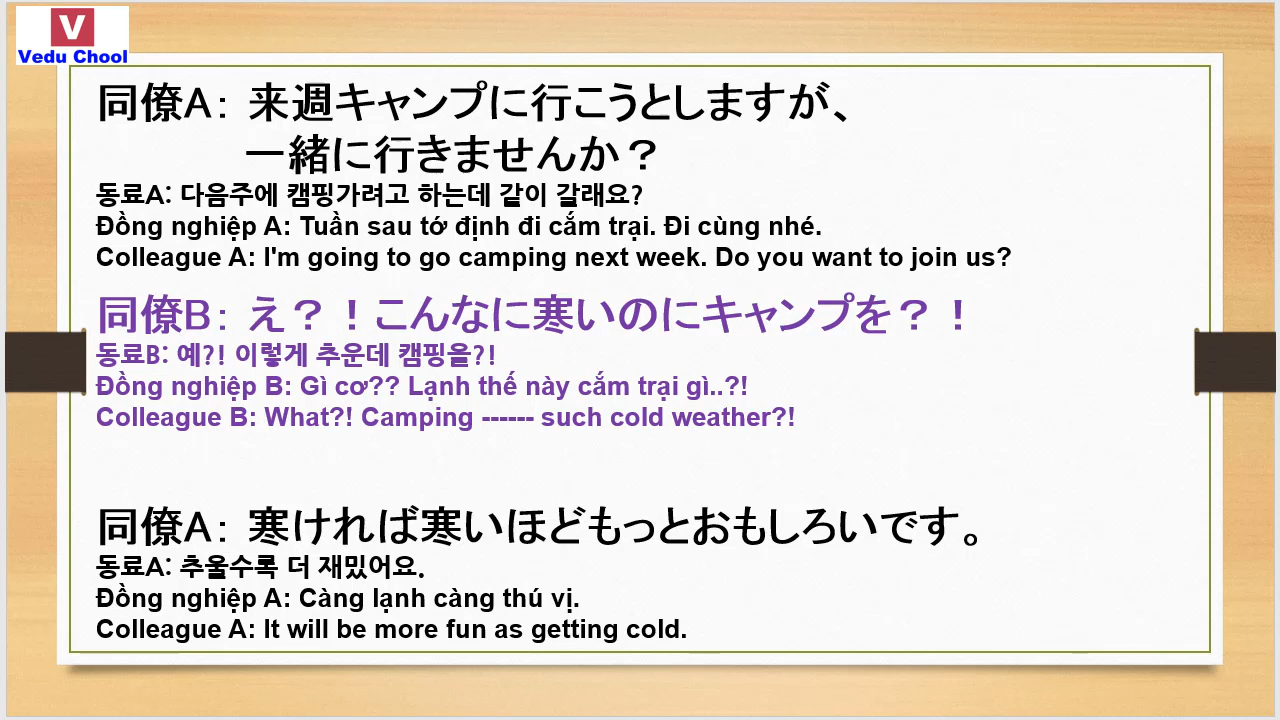 V
Vedu Chool
同僚A： 来週キャンプに行こうとしますが、
一緒に行きませんか？
동료A: 다음주에 캠핑가려고 하는데 같이 갈래요?
Đồng nghiệp A: Tuần sau tớ định đi cắm trại. Đi cùng nhé.
Colleague A: I'm going to go camping next week. Do you want to join us?
同僚B： え？！こんなに寒いのにキャンプを？！
동료B: 예?! 이렇게 추운데 캠핑을?!
Đồng nghiệp B: Gì cơ?? Lạnh thế này cắm trại gì..?!
Colleague B: What?! Camping ------ such cold weather?!
同僚A： 寒ければ寒いほどもっとおもしろいです。
동료A: 추울수록 더 재밌어요.
Đồng nghiệp A: Càng lạnh càng thú vị.
Colleague A: It will be more fun as getting cold.